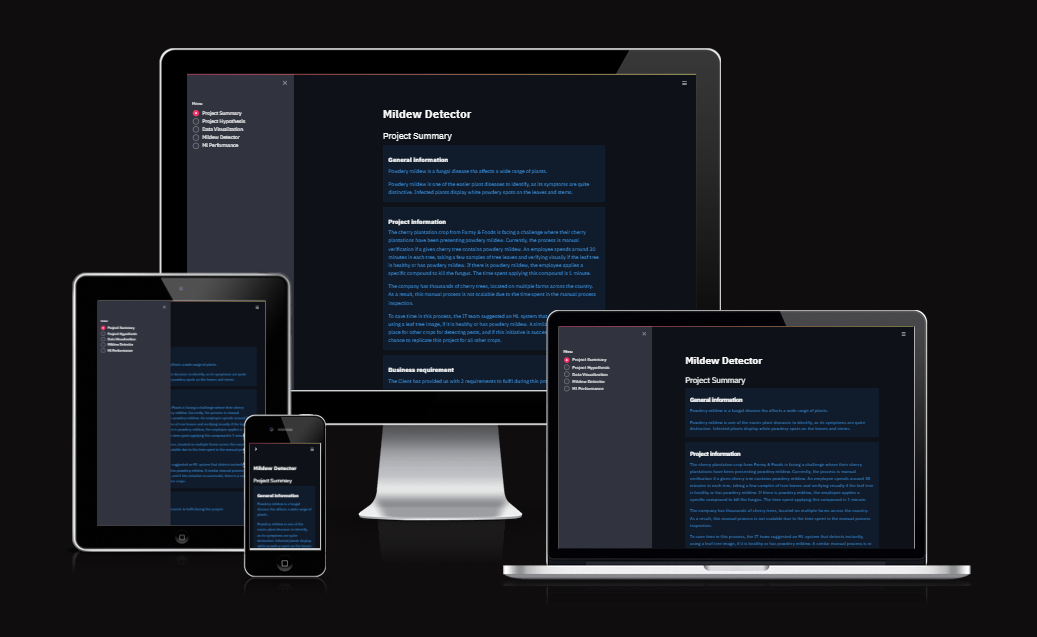 Menu
Project Summary
Project Hypothesis
Data Visualization
Mildew Detector
Ml Performance
Mildew Detector
Project Summary
General Information
Powdery mildew is a fungal disease tha affects a wide range of plants.
Powdery mildew is one of the easier plant diseases to identify, as its symptoms are quite
distinctive. Infected plants display white powdery spots on the leaves and stems.
Project Information
The cherry plantation crop from Farmy & Foods is facing a challenge where their cherry
plantations have been presenting powdery mildew. Currently, the process is manual
verification if a given cherry tree contains powdery mildew. An employee spends around 30
minutes in each tree, taking a few samples of tree leaves and verifying visually if the leaf tree
is healthy or has powdery mildew. If there is powdery mildew, the employee applies a
specific compound to kill the fungus. The time spent applying this compound is 1 minute.
The company has thousands of cherry trees, located on multiple farms across the country.
As a result, this manual process is not scalable due to the time spent in the manual process
inspection.
To save time in this process, the IT team suggested an ML system
using a leaf tree image, if it is healthy or has powdery mildew. A simila
place for other crops for detecting pests, and if this initiative is succes
chance to replicate this project for all other crops.
Business requirement
The Client has provided us with 2 requirements to fulfil during this pro
Menu
Project Summary
Project Hypothesis
Data Visualization
Mildew Detector
Ml Performance
Mildew Detector
Project Summary
General Information
Powdery mildew is a fungal
disease tha affects a wide range of
plants.
Powdery mildew is one of the
easier plant diseases to identify,
as its symptoms are quite
distinctive. Infected plants display
Menu
Project Summary
Project Hypothesis
Data Visualization
Mildew Detector
Ml Performance
Mildew Detector
Project Summary
General Information
Powdery mildew is a fungal disease tha affects a wide range of plants.
Powdery mildew is one of the easier plant diseases to identify, as its symptoms are quite
distinctive. Infected plants display white powdery spots on the leaves and stems.
Project Information
The cherry plantation crop from Farmy & Foods is facing a challenge where their cherry
plantations have been presenting powdery mildew. Currently, the process is manual
verification if a given cherry tree contains powdery mildew. An employee spends around 30
minutes in each tree, taking a few samples of tree leaves and verifying visually if the leaf tree
is healthy or has powdery mildew. If there is powdery mildew, the employee applies a
specific compound to kill the fungus. The time spent applying this compound is 1 minute.
The company has thousands of cherry trees, located on multiple farms across the country.
As a result, this manual process is not scalable due to the time spent in the manual process
inspection.
To save time in this process, the IT team suggested an ML system that detects instantly,
using a leaf tree image, if it is healthy or has powdery mildew. A similar manual process is in